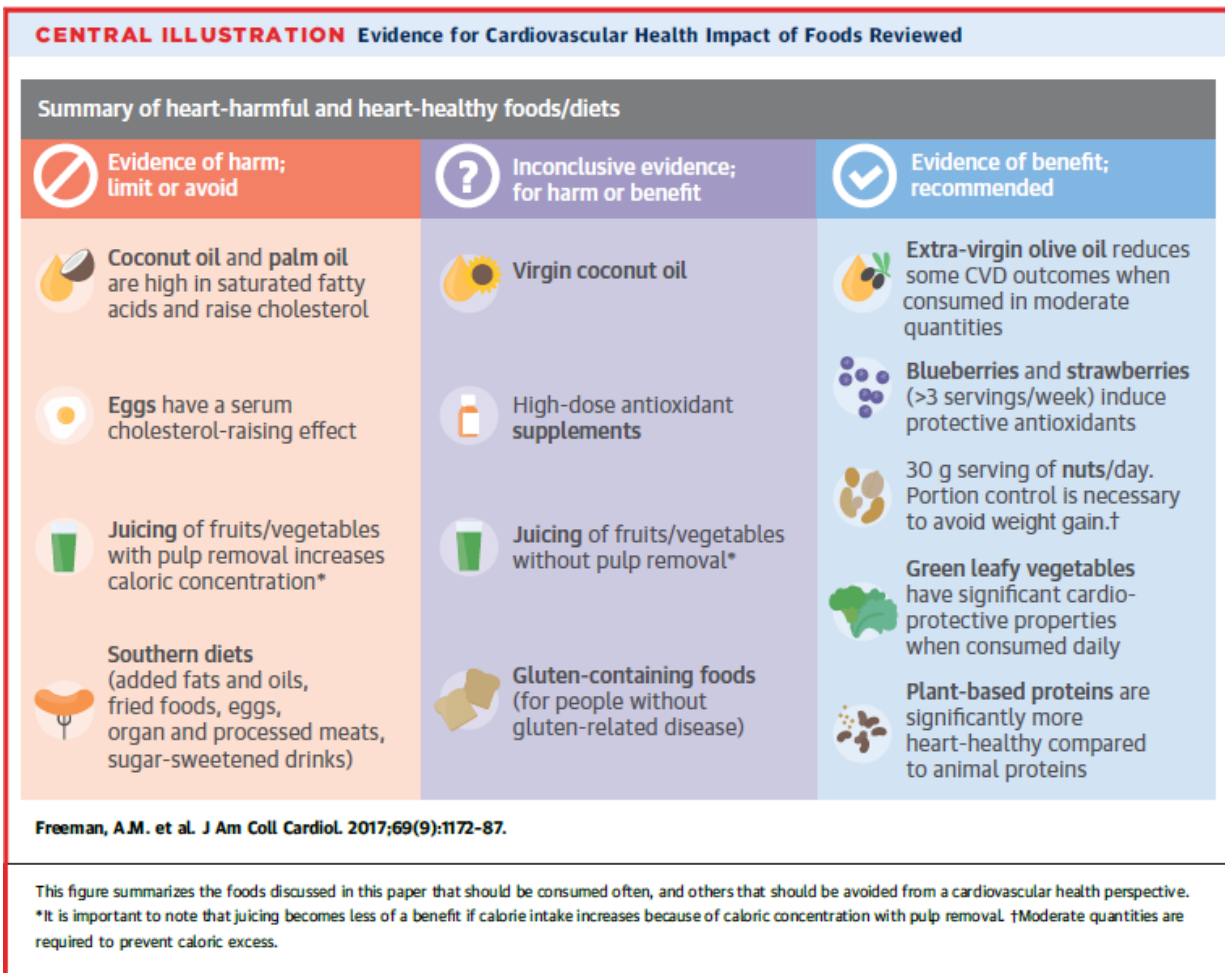 CENTRAL ILLUSTRATION Evidence for Cardiovascular Health Impact of Foods Reviewed
Summary of heart-harmful and heart-healthy foods/diets
Evidence of harm;
limit or avoid
Coconut oil and palm oil
are high in saturated fatty
acids and raise cholesterol
Eggs have a serum
cholesterol-raising effect
Juicing of fruits/vegetables
with pulp removal increases
caloric concentration*
Southern diets
(added fats and oils,
fried foods, eggs,
organ and processed meats,
sugar-sweetened drinks)
?
Inconclusive evidence;
for harm or benefit
Virgin coconut oil
High-dose antioxidant
supplements
Juicing of fruits/vegetables
without pulp removal*
Gluten-containing foods
(for people without
gluten-related disease)
Evidence of benefit;
recommended
Extra-virgin olive oil reduces
some CVD outcomes when
consumed in moderate
quantities
Blueberries and strawberries
(>3 servings/week) induce
protective antioxidants
30 g serving of nuts/day.
Portion control is necessary
to avoid weight gain.†
Green leafy vegetables
have significant cardio-
protective properties
when consumed daily
Plant-based proteins are
significantly more
heart-healthy compared
to animal proteins
Freeman, A.M. et al. J Am Coll Cardiol. 2017;69(9):1172–87.
This figure summarizes the foods discussed in this paper that should be consumed often, and others that should be avoided from a cardiovascular health perspective.
*It is important to note that juicing becomes less of a benefit if calorie intake increases because of caloric concentration with pulp removal. †Moderate quantities are
required to prevent caloric excess.